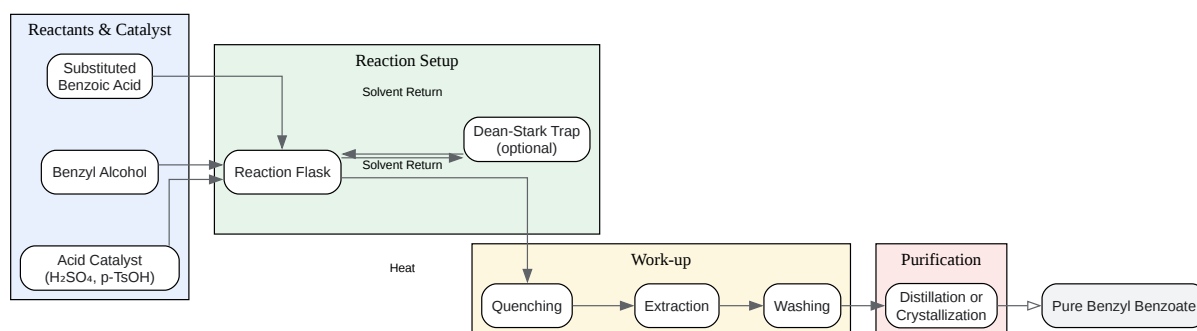 Reactants & Catalyst
Substituted
Benzoic Acid
Benzyl Alcohol
Acid Catalyst
(H₂SO₄, p-TsOH)
Reaction Setup
Solvent Return
Dean-Stark Trap
(optional)
Solvent Return
Reaction Flask
Heat
Work-up
Quenching
Extraction
Washing
Purification
Distillation or
Crystallization
Pure Benzyl Benzoate